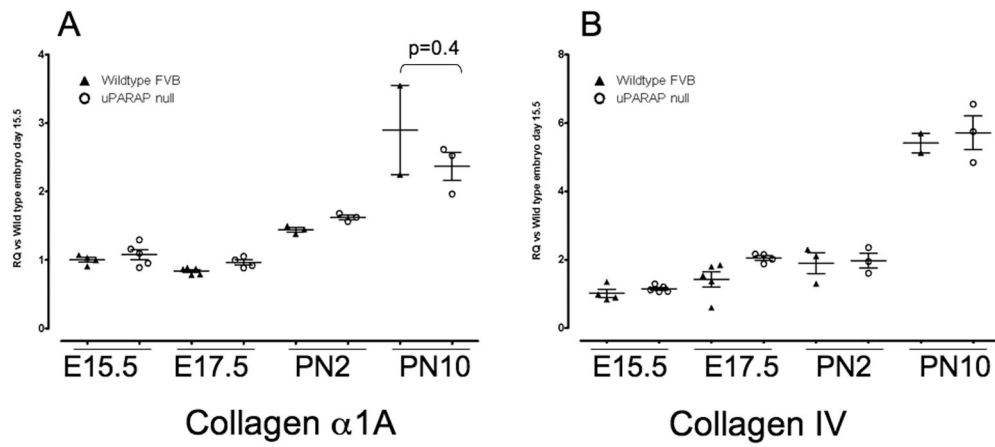 A
RQ vs Wild type embryo day 15.5
4
3
2
1
0
▲ Wildtype FVB
○ uPARAP null
p=0.4
E15.5 E17.5 PN2 PN10
Collagen α1A
B
RQ vs Wild type embryo day 15.5
8
6
4
2
0
▲ Wildtype FVB
○ uPARAP null
E15.5 E17.5 PN2 PN10
Collagen IV